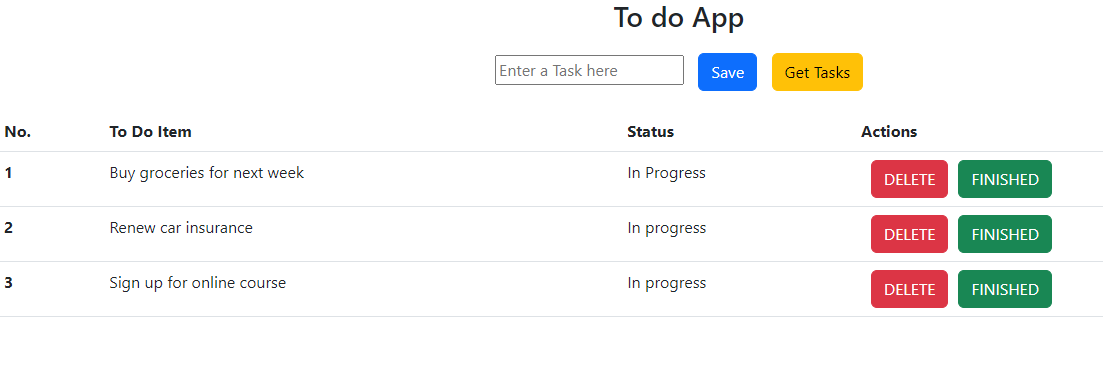 To do App
Enter a Task here Save Get Tasks
No. To Do Item Status Actions
1 Buy groceries for next week In Progress DELETE FINISHED
2 Renew car insurance In progress DELETE FINISHED
3 Sign up for online course In progress DELETE FINISHED